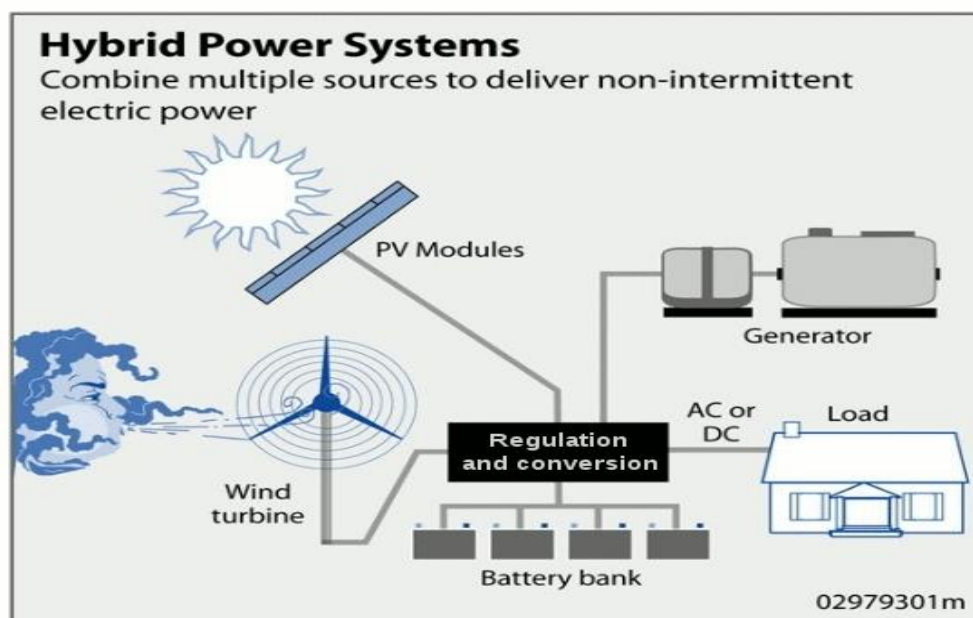 Hybrid Power Systems
Combine multiple sources to deliver non-intermittent
electric power
PV Modules
Generator
AC or
DC
Load
Regulation
and conversion
Wind
turbine
Battery bank
02979301m